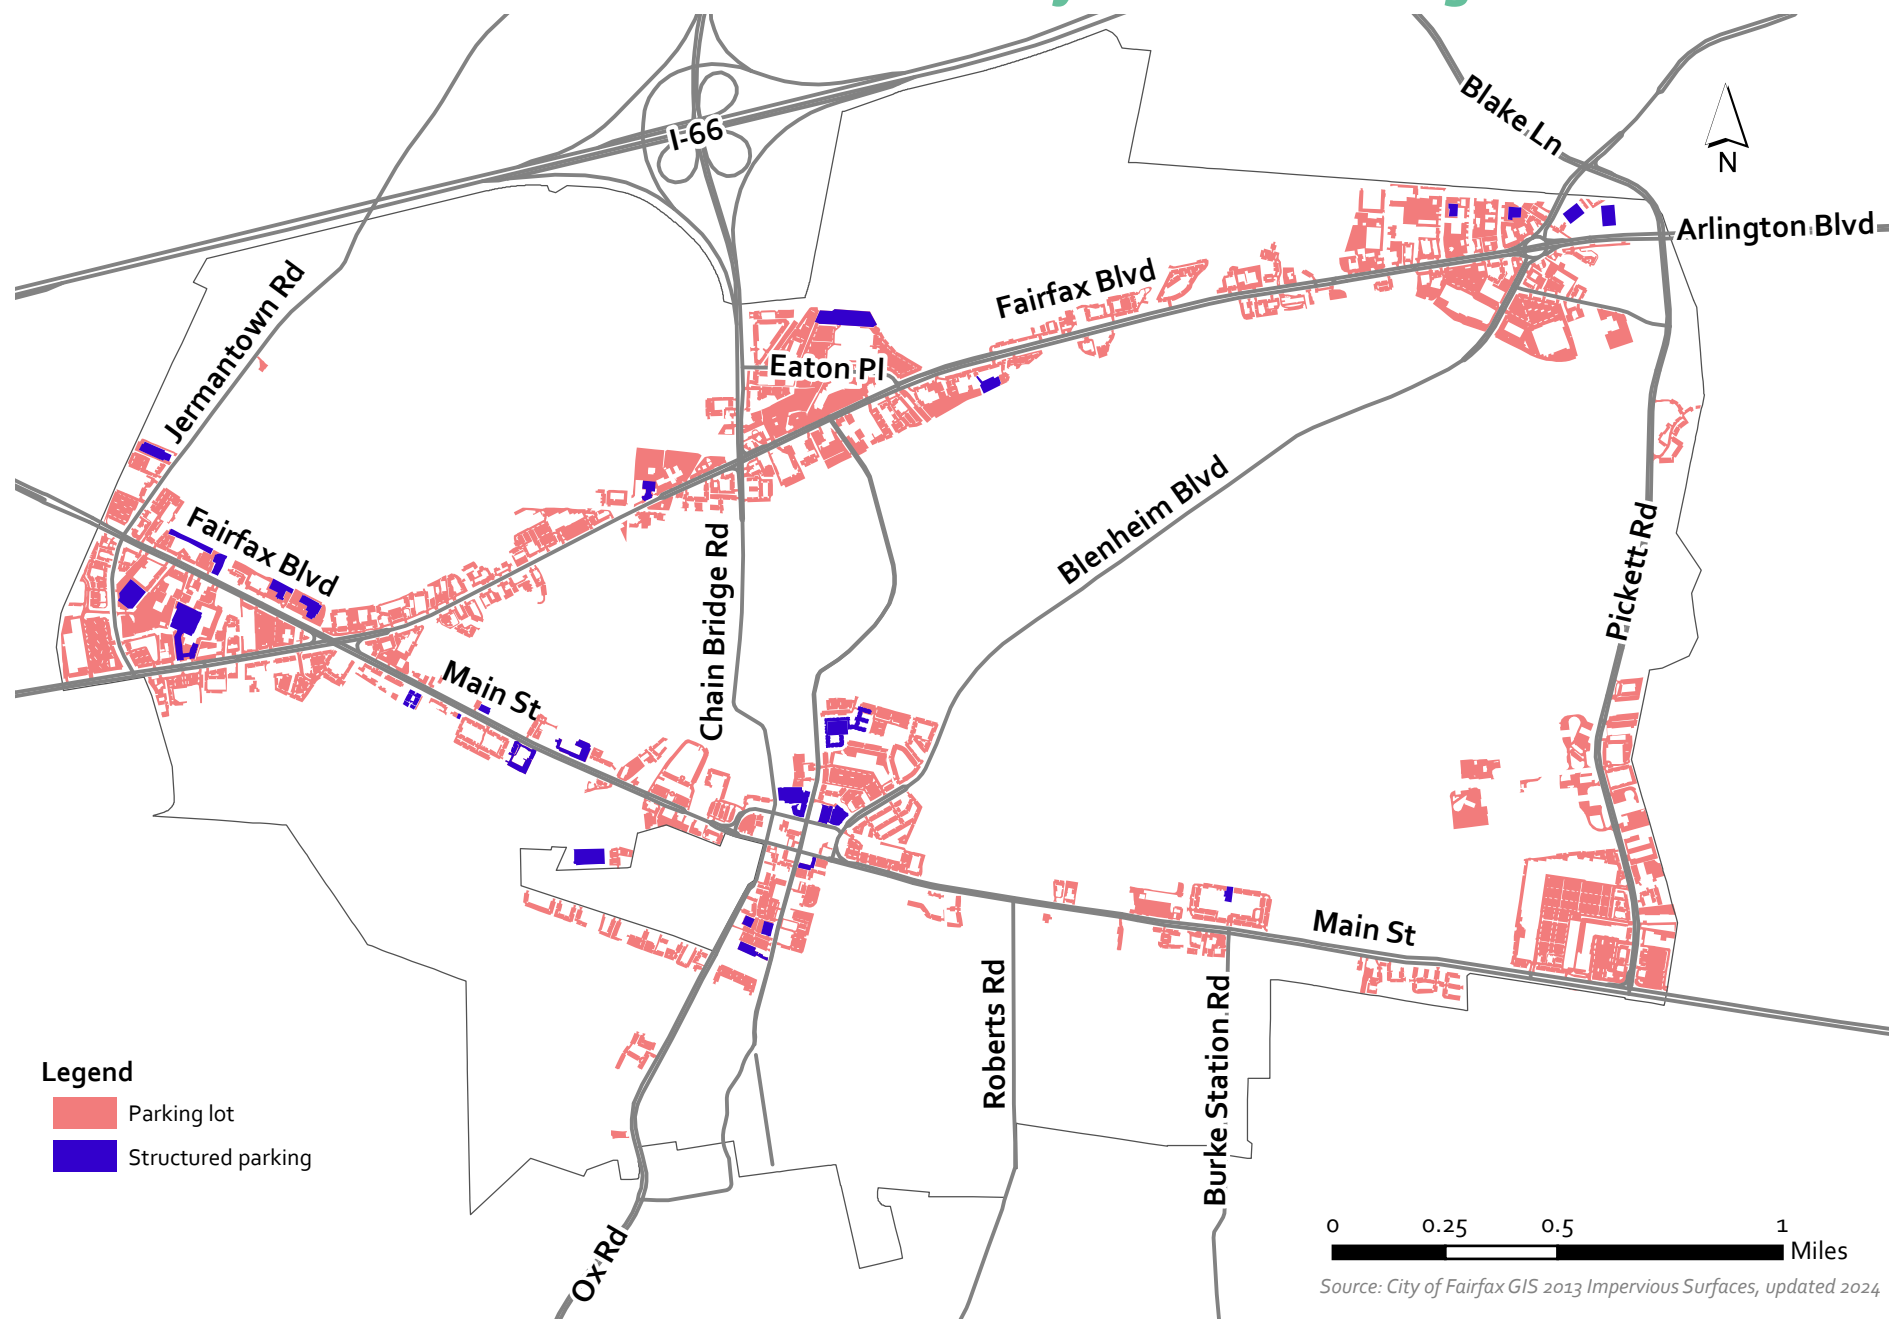 Blake Ln
I-66
N
Arlington Blvd
Fairfax Blvd
Jermantown Rd
Eaton Pl
Fairfax Blvd
Blenheim Blvd
Pickett Rd
Chain Bridge Rd
Main St
Main St
Roberts Rd
Burke Station Rd
Ox Rd
Legend
Parking lot
Structured parking
0 0.25 0.5 1
Miles
Source: City of Fairfax GIS 2013 Impervious Surfaces, updated 2024